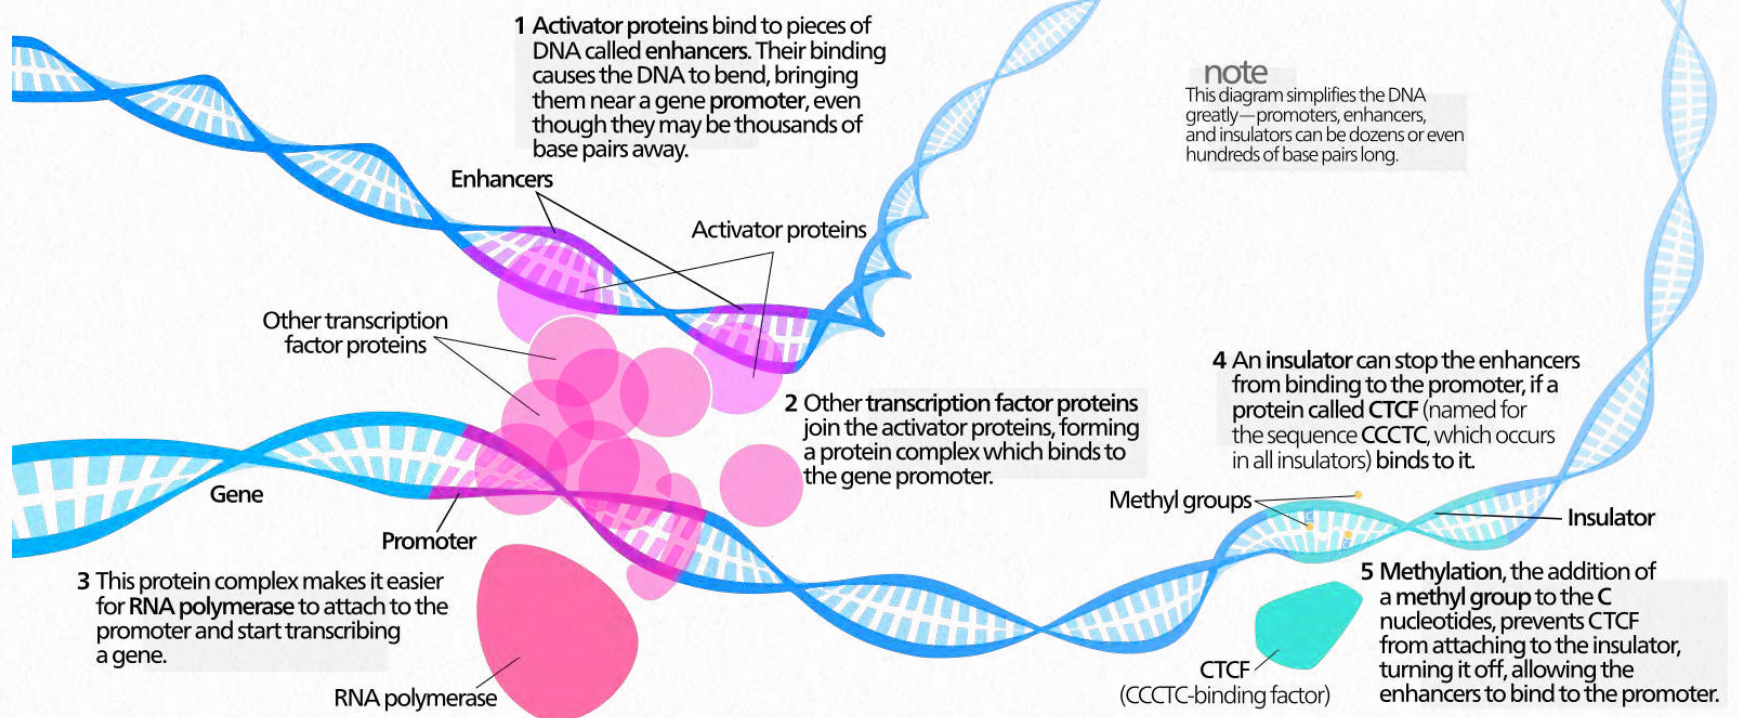 1 Activator proteins bind to pieces of
DNA called enhancers. Their binding
causes the DNA to bend, bringing
them near a gene promoter, even
though they may be thousands of
base pairs away.
note
This diagram simplifies the DNA
greatly—promoters, enhancers,
and insulators can be dozens or even
hundreds of base pairs long.
Enhancers
Activator proteins
Other transcription
factor proteins
2 Other transcription factor proteins
join the activator proteins, forming
a protein complex which binds to
the gene promoter.
4 An insulator can stop the enhancers
from binding to the promoter, if a
protein called CTCF (named for
the sequence CCCTC, which occurs
in all insulators) binds to it.
Gene
Promoter
Methyl groups
Insulator
3 This protein complex makes it easier
for RNA polymerase to attach to the
promoter and start transcribing
a gene.
RNA polymerase
5 Methylation, the addition of
a methyl group to the C
nucleotides, prevents CTCF
from attaching to the insulator,
turning it off, allowing the
enhancers to bind to the promoter.
CTCF
(CCCTC-binding factor)